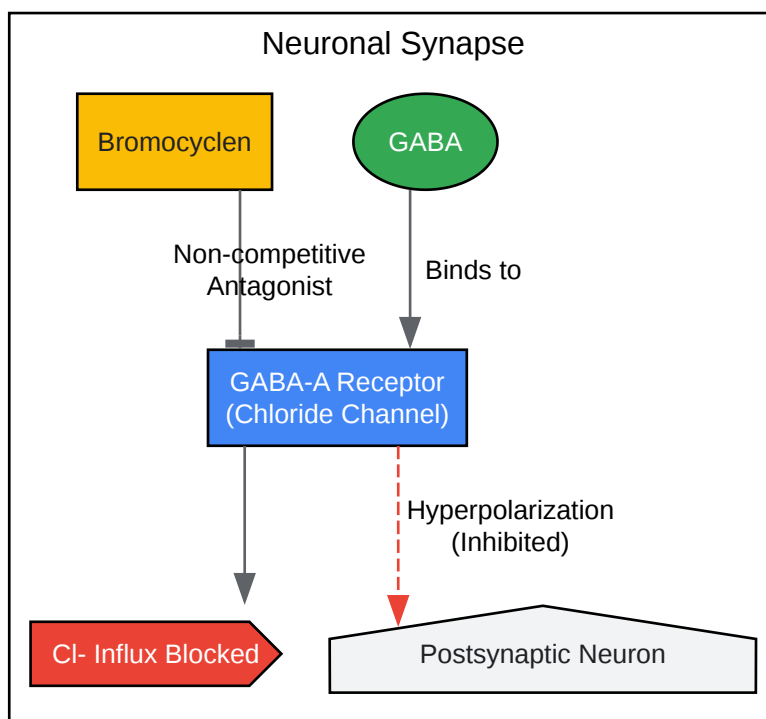 Neuronal Synapse
Bromocyclen
GABA
Non-competitive
Antagonist
Binds to
GABA-A Receptor
(Chloride Channel)
Hyperpolarization
(Inhibited)
Cl- Influx Blocked
Postsynaptic Neuron